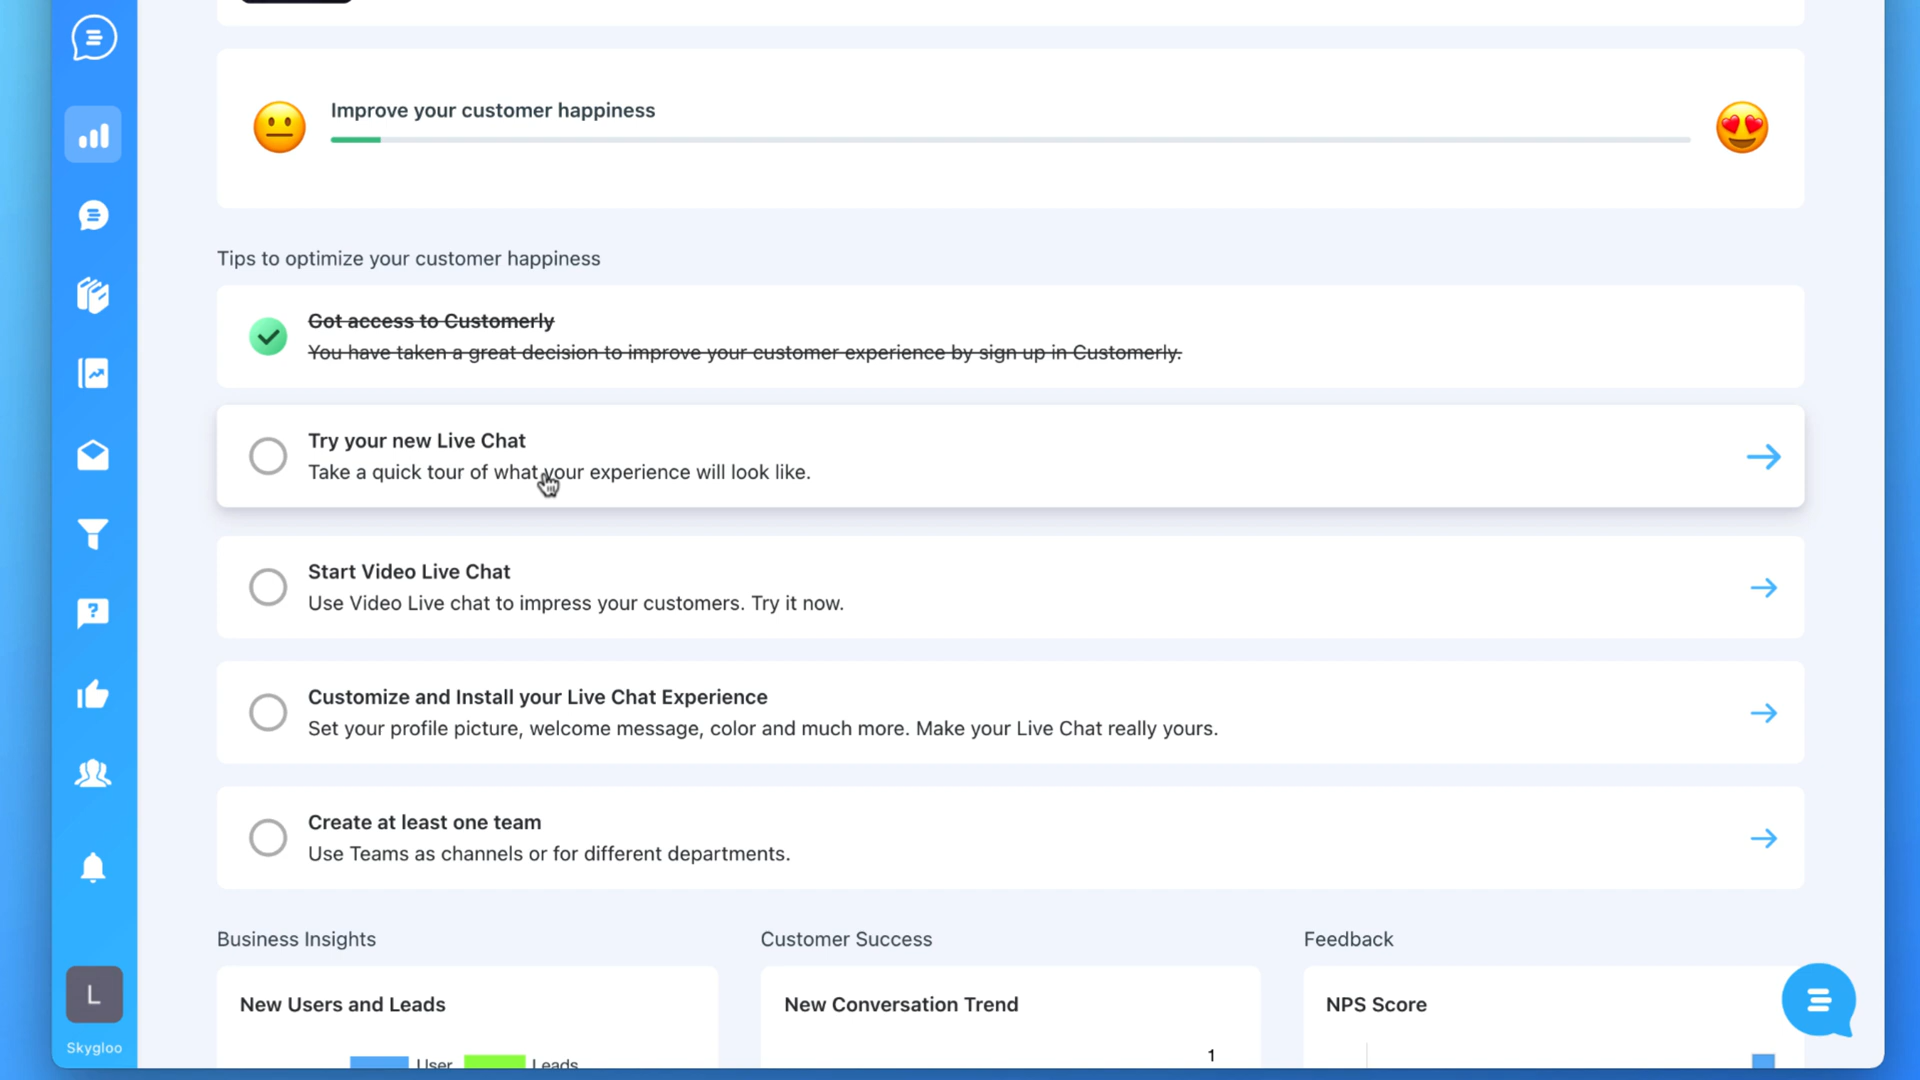 Improve your customer happiness
Tips to optimize your customer happiness
Got access to Customerly
You have taken a great decision to improve your customer experience by sign up in Customerly.
Try your new Live Chat
Take a quick tour of what your experience will look like.
Start Video Live Chat
Use Video Live chat to impress your customers. Try it now.
Customize and Install your Live Chat Experience
Set your profile picture, welcome message, color and much more. Make your Live Chat really yours.
Create at least one team
Use Teams as channels or for different departments.
Business Insights
Customer Success
Feedback
New Users and Leads
New Conversation Trend
NPS Score
User
Leads
1
?
L
Skygloo